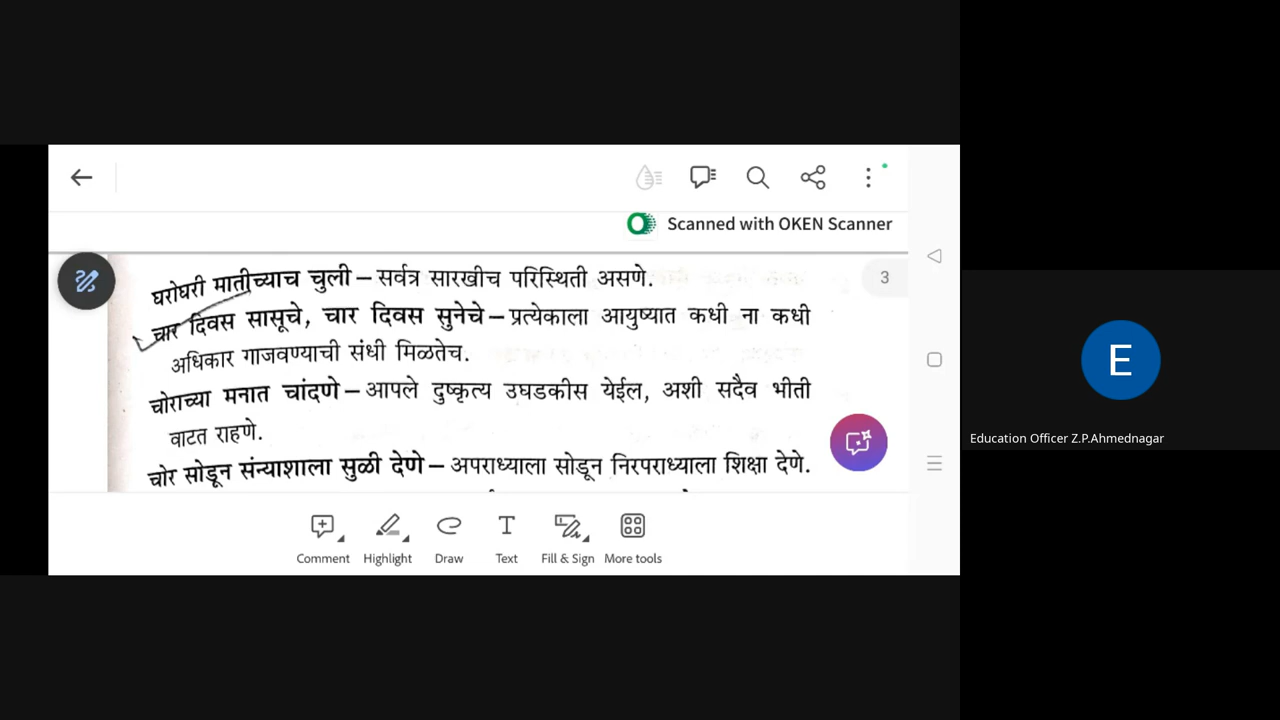 Scanned with OKEN Scanner
घरोघरी मातीच्याच चुली – सर्वत्र सारखीच परिस्थिती असणे.
3
चार दिवस सासूचे, चार दिवस सुनेचे – प्रत्येकाला आयुष्यात कधी ना कधी
अधिकार गाजवण्याची संधी मिळतेच.
चोराच्या मनात चांदणे – आपले दुष्कृत्य उघडकीस येईल, अशी सदैव भीती
वाटत राहणे.
चोर सोडून संन्याशाला सुळी देणे – अपराध्याला सोडून निरपराध्याला शिक्षा देणे.
Comment
Highlight
Draw
Text
Fill & Sign
More tools
E
Education Officer Z.P.Ahmednagar